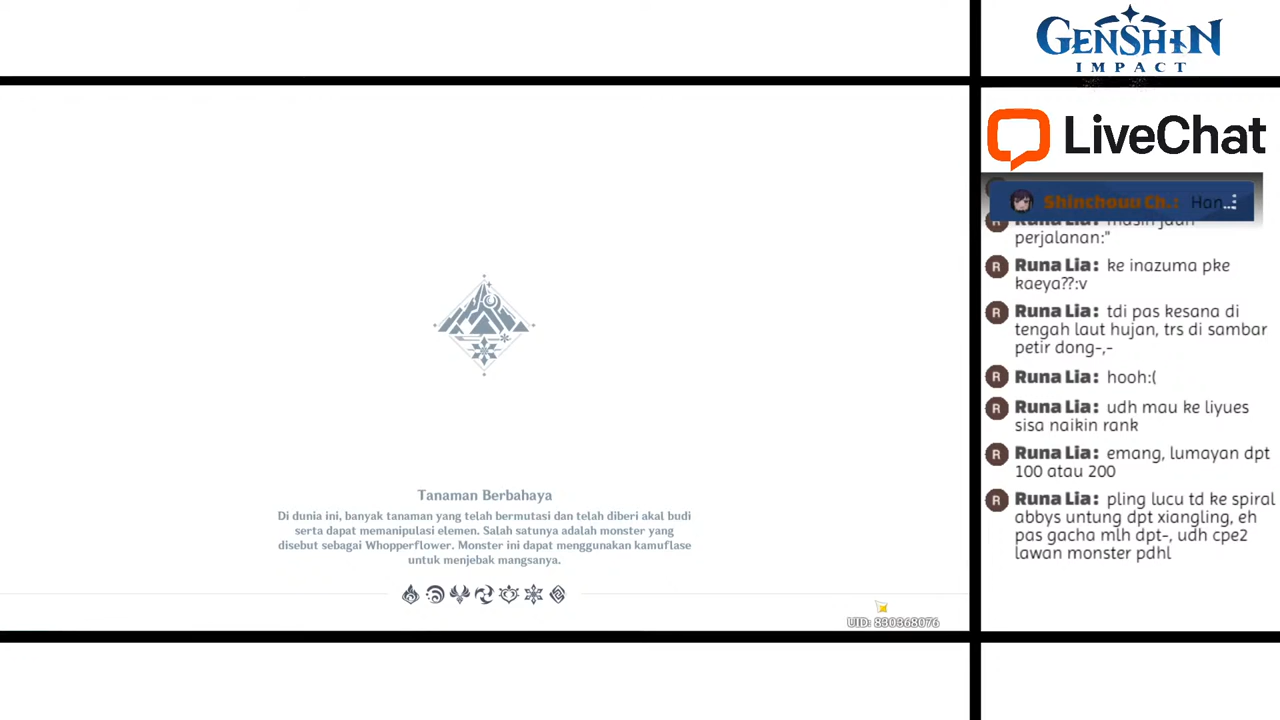 GENSHIN
IMPACT
LiveChat
Shinchouu Ch.: Han...
perjalanan:"
Runa Lia: ke inazuma pke
kaeya??:v
Runa Lia: tdi pas kesana di
tengah laut hujan, trs di sambar
petir dong-,-
Runa Lia: hooh:(
Runa Lia: udh mau ke liyues
sisa naikin rank
Runa Lia: emang, lumayan dpt
100 atau 200
Runa Lia: pling lucu td ke spiral
abbys untung dpt xiangling, eh
pas gacha mlh dpt-, udh cpe2
lawan monster pdhl
Tanaman Berbahaya
Di dunia ini, banyak tanaman yang telah bermutasi dan telah diberi akal budi
serta dapat memanipulasi elemen. Salah satunya adalah monster yang
disebut sebagai Whopperflower. Monster ini dapat menggunakan kamuflase
untuk menjebak mangsanya.
UID: 830368076